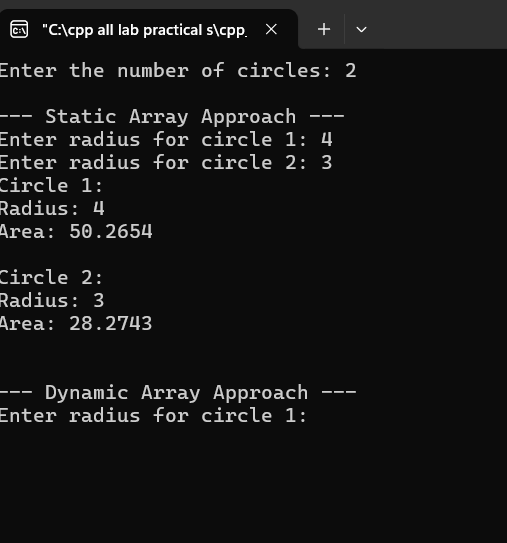 "C:\cpp all lab practical s\cpp_
Enter the number of circles: 2
--- Static Array Approach ---
Enter radius for circle 1: 4
Enter radius for circle 2: 3
Circle 1:
Radius: 4
Area: 50.2654
Circle 2:
Radius: 3
Area: 28.2743
--- Dynamic Array Approach ---
Enter radius for circle 1: